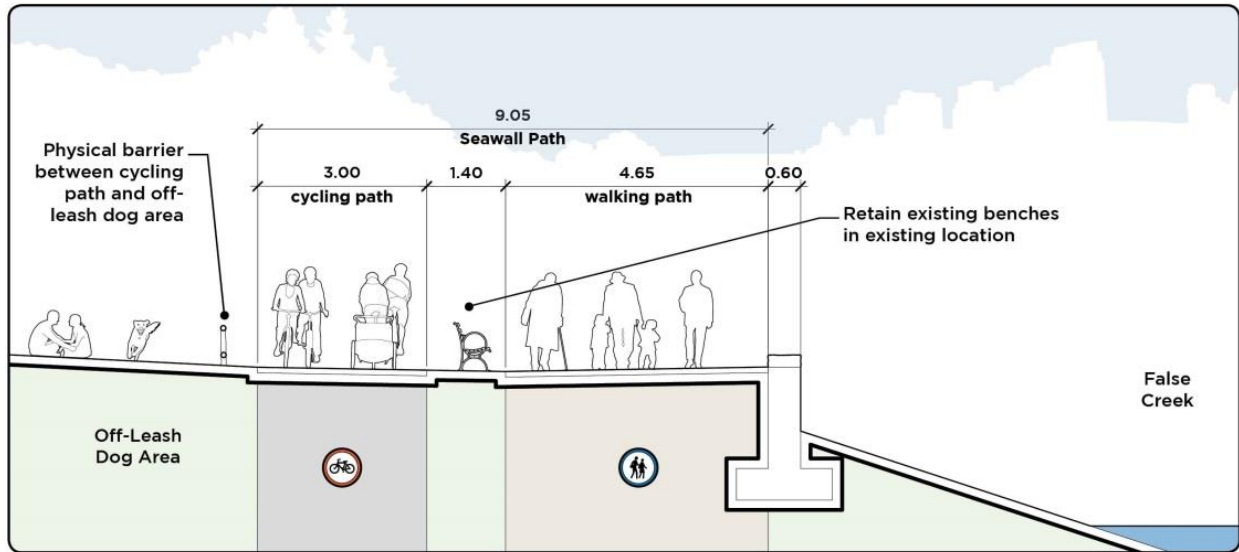 9.05
Seawall Path
Physical barrier
between cycling
path and off-
leash dog area
3.00
cycling path
1.40
4.65
walking path
0.60
Retain existing benches
in existing location
Off-Leash
Dog Area
False
Creek